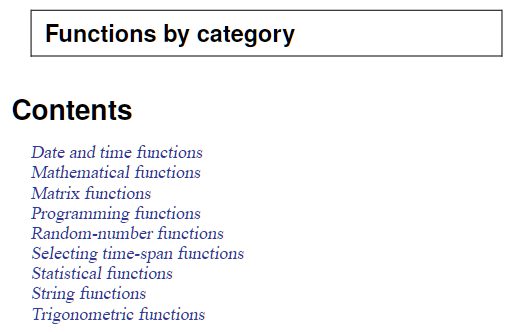 Functions by category
Contents
Date and time functions
Mathematical functions
Matrix functions
Programming functions
Random-number functions
Selecting time-span functions
Statistical functions
String functions
Trigonometric functions